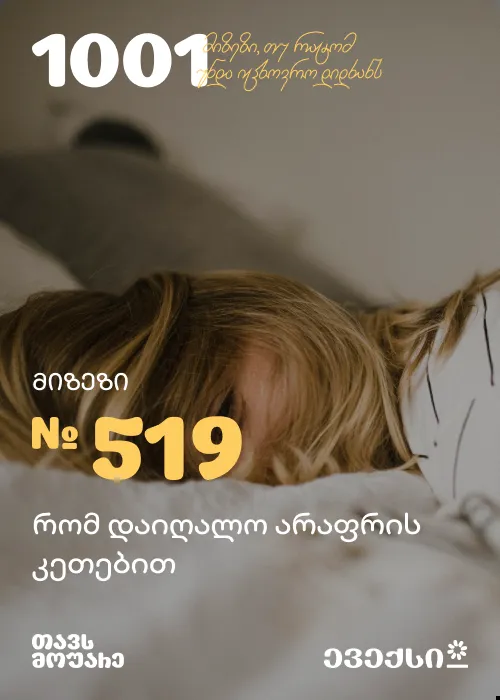 1001 მიზეზი, თუ რატომ
უნდა იცხოვრო დიდხანს
მიზეზი
№ 519
რომ დაიღალო არაფრის
კეთებით
თავს
მოუარე
ევექსი